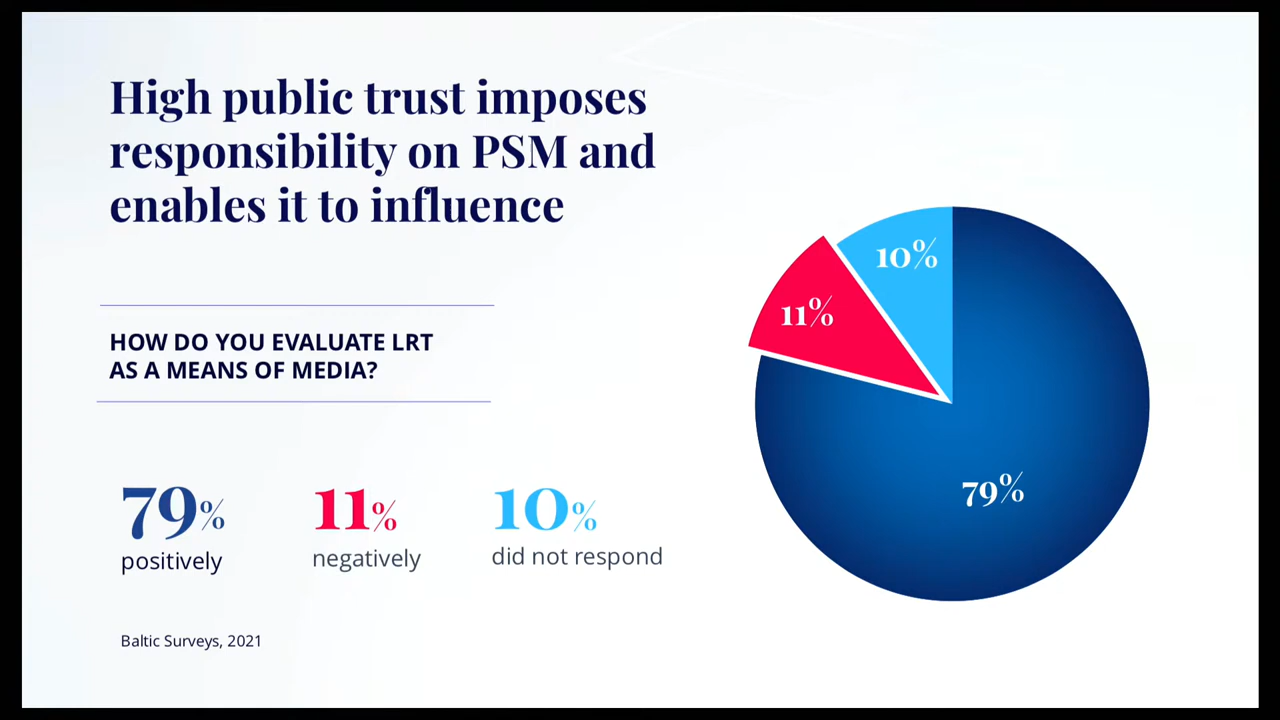 High public trust imposes
responsibility on PSM and
enables it to influence
HOW DO YOU EVALUATE LRT
AS A MEANS OF MEDIA?
79%
positively
11%
negatively
10%
did not respond
Baltic Surveys, 2021
10%
11%
79%